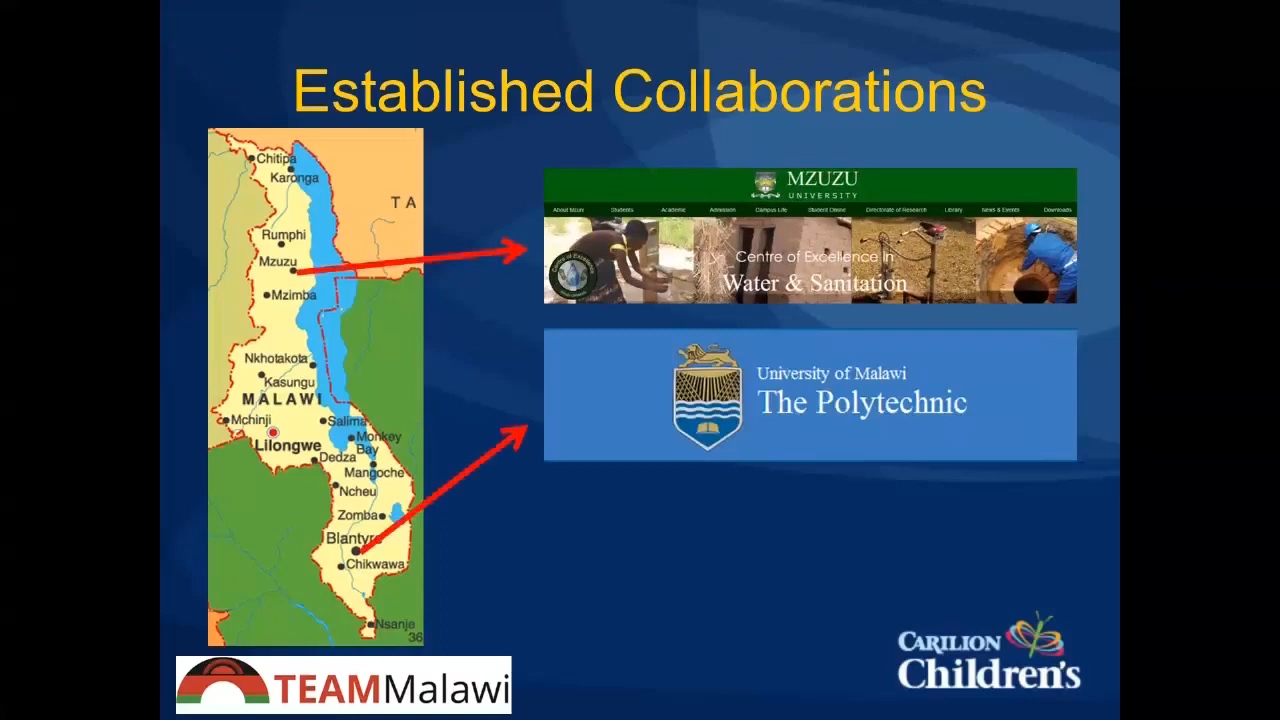 Established Collaborations
Chitipa
Karonga
T A
Rumphi
Mzuzu
Mzimba
Nkhotakota
Kasungu
MALAWI
Mchinji
Salima
Lilongwe
Monkey
Bay
Dedza
Mangoche
Ncheu
Zomba
Blantyre
Chikwawa
Nsanje
36
MZUZU
UNIVERSITY
About Mzuni Students Academic Admission Campus Life Student Online Directorate of Research Library News & Events Downloads
Centre of Excellence in
Water & Sanitation
University of Malawi
The Polytechnic
TEAMMalawi
CARILION
Children's